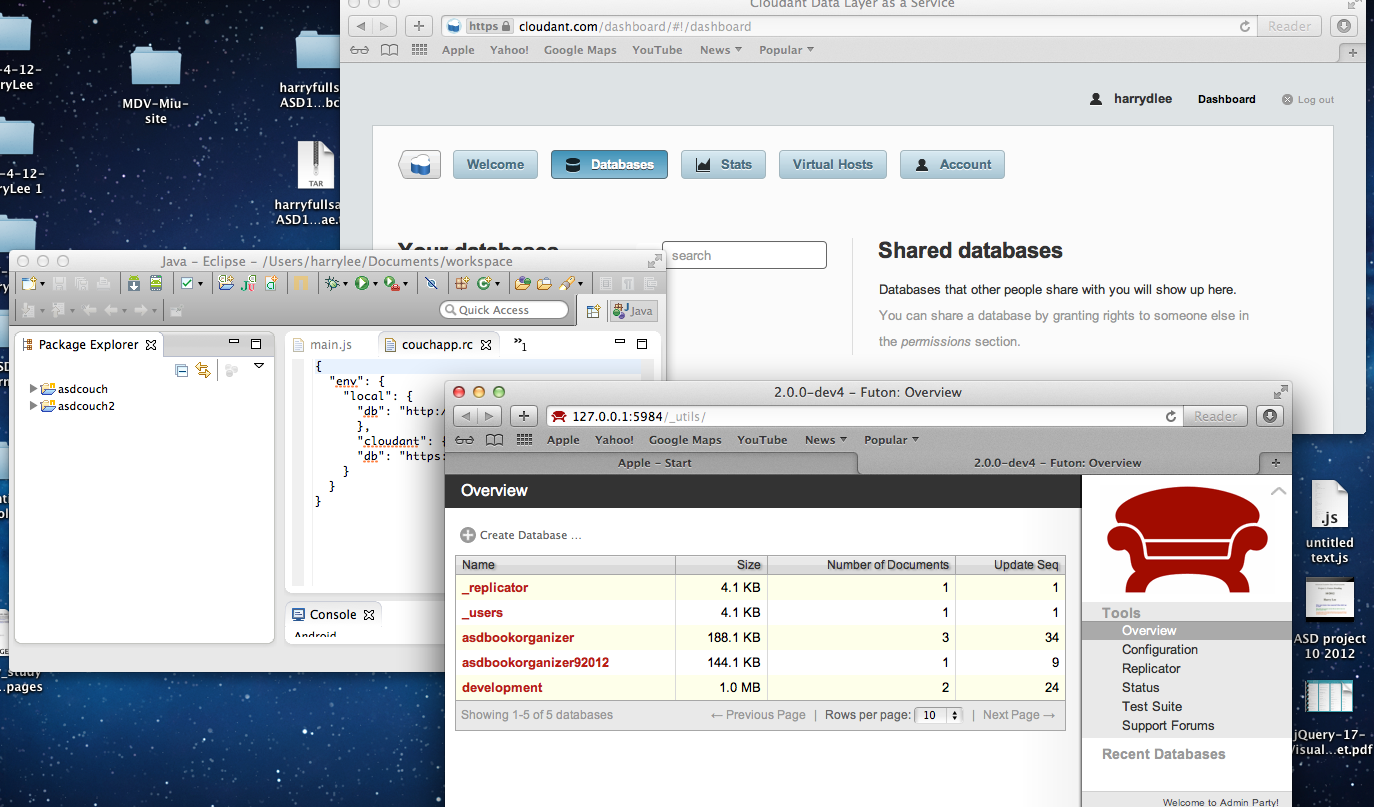 Cloudant Data Layer as a Service
https cloudant.com/dashboard/#!/dashboard
Reader
Apple Yahoo! Google Maps YouTube News Popular
harrydlee Dashboard Log out
Welcome Databases Stats Virtual Hosts Account
Your databases
search
Shared databases
Databases that other people share with you will show up here.
You can share a database by granting rights to someone else in
the permissions section.
-4-12-
ryLee
MDV-Miu-
site
harryfulls
ASD1...bc
-4-12-
ryLee 1
TAR
harryfullsa
ASD1...ae.t
Java - Eclipse - /Users/harrylee/Documents/workspace
Quick Access
Java
Package Explorer
asdcouch
asdcouch2
main.js
couchapp.rc
»1
{
"env": {
"local": {
"db": "http:/
},
"cloudant": {
"db": "https:
}
}
}
Console
Android
2.0.0-dev4 - Futon: Overview
127.0.0.1:5984/_utils/
Reader
Apple Yahoo! Google Maps YouTube News Popular
Apple - Start
2.0.0-dev4 - Futon: Overview
Overview
Create Database ...
Name Size Number of Documents Update Seq
_replicator 4.1 KB 1 1
_users 4.1 KB 1 1
asdbookorganizer 188.1 KB 3 34
asdbookorganizer92012 144.1 KB 1 9
development 1.0 MB 2 24
Showing 1-5 of 5 databases ← Previous Page | Rows per page: 10 | Next Page →
Tools
Overview
Configuration
Replicator
Status
Test Suite
Support Forums
Recent Databases
Welcome to Admin Party!
.js
untitled
text.js
ASD project
10 2012
jQuery-17-
Visual...et.pdf
_study
...pages